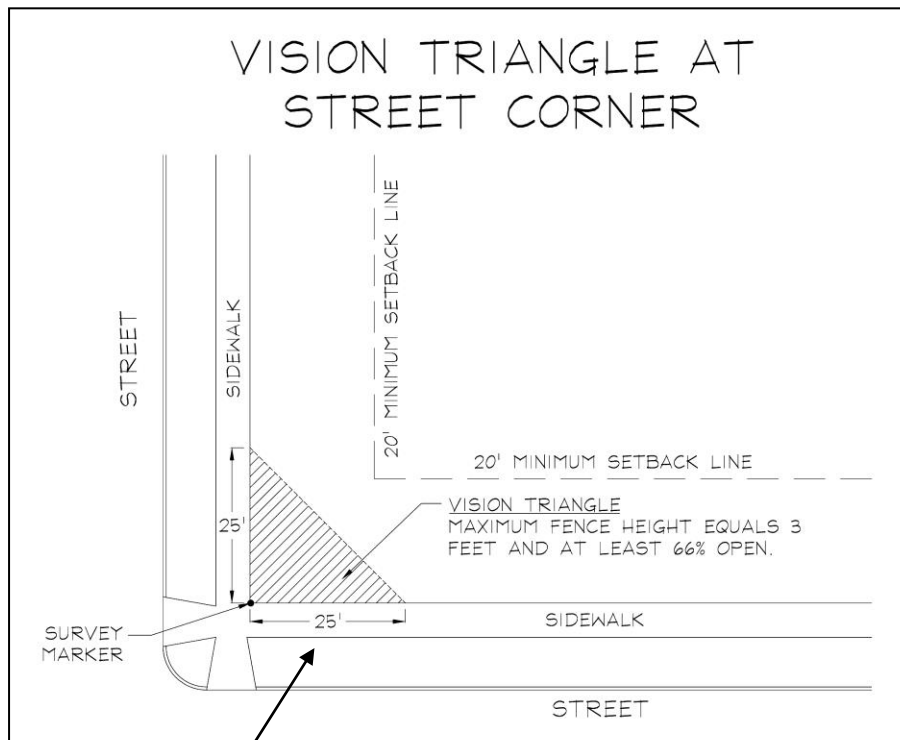 VISION TRIANGLE AT
STREET CORNER
STREET
SIDEWALK
20' MINIMUM SETBACK LINE
20' MINIMUM SETBACK LINE
VISION TRIANGLE
MAXIMUM FENCE HEIGHT EQUALS 3
FEET AND AT LEAST 66% OPEN.
25'
25'
SIDEWALK
SURVEY
MARKER
STREET